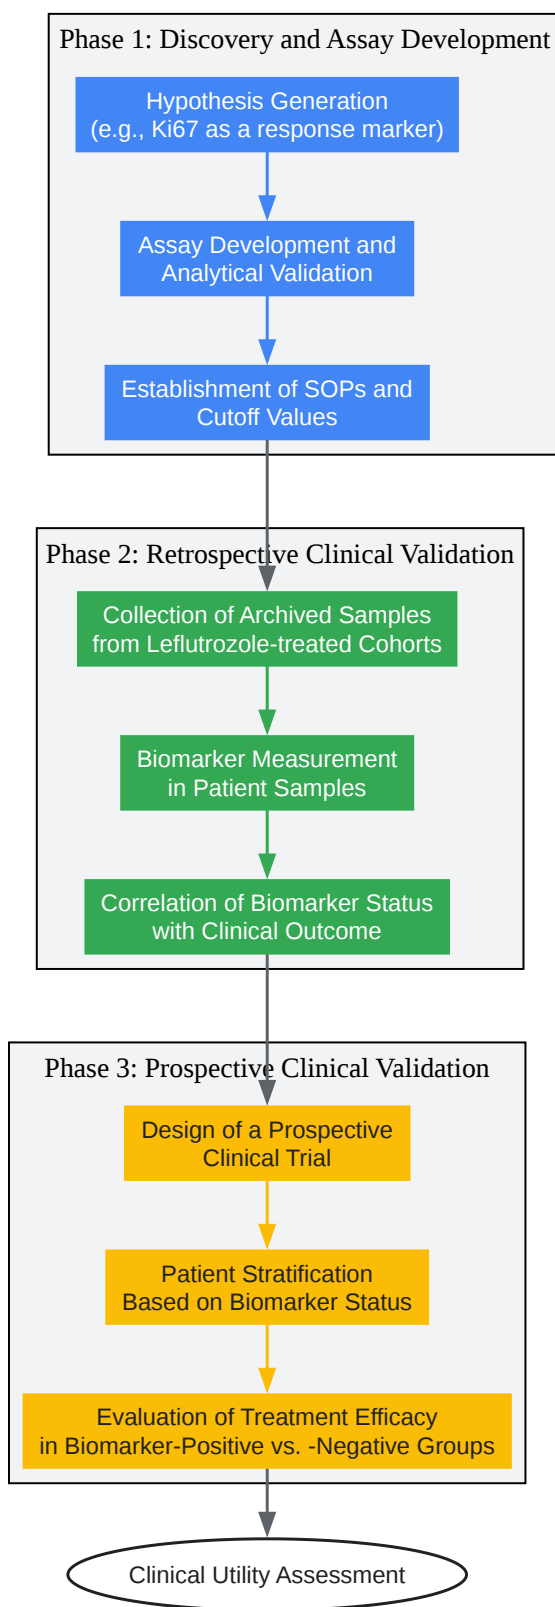 Phase 1: Discovery and Assay Development
Hypothesis Generation
(e.g., Ki67 as a response marker)
Assay Development and
Analytical Validation
Establishment of SOPs and
Cutoff Values
Phase 2: Retrospective Clinical Validation
Collection of Archived Samples
from Leflutrozole-treated Cohorts
Biomarker Measurement
in Patient Samples
Correlation of Biomarker Status
with Clinical Outcome
Phase 3: Prospective Clinical Validation
Design of a Prospective
Clinical Trial
Patient Stratification
Based on Biomarker Status
Evaluation of Treatment Efficacy
in Biomarker-Positive vs. -Negative Groups
Clinical Utility Assessment